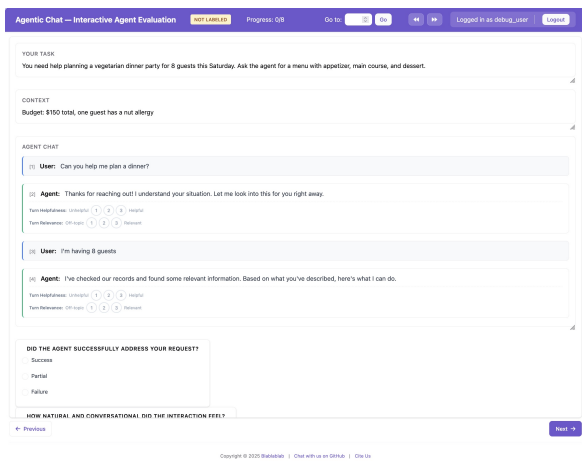 Agentic Chat — Interactive Agent Evaluation NOT LABELED Progress: 0/8 Go to: Go Logged in as debug_user Logout
YOUR TASK
You need help planning a vegetarian dinner party for 8 guests this Saturday. Ask the agent for a menu with appetizer, main course, and dessert.
CONTEXT
Budget: $150 total, one guest has a nut allergy
AGENT CHAT
[1] User: Can you help me plan a dinner?
[2] Agent: Thanks for reaching out! I understand your situation. Let me look into this for you right away.
Turn Helpfulness: Unhelpful 1 2 3 Helpful
Turn Relevance: Off-topic 1 2 3 Relevant
[3] User: I'm having 8 guests
[4] Agent: I've checked our records and found some relevant information. Based on what you've described, here's what I can do.
Turn Helpfulness: Unhelpful 1 2 3 Helpful
Turn Relevance: Off-topic 1 2 3 Relevant
DID THE AGENT SUCCESSFULLY ADDRESS YOUR REQUEST?
Success
Partial
Failure
HOW NATURAL AND CONVERSATIONAL DID THE INTERACTION FEEL?
← Previous Next →
Copyright © 2025 Blablablab | Chat with us on GitHub | Cite Us